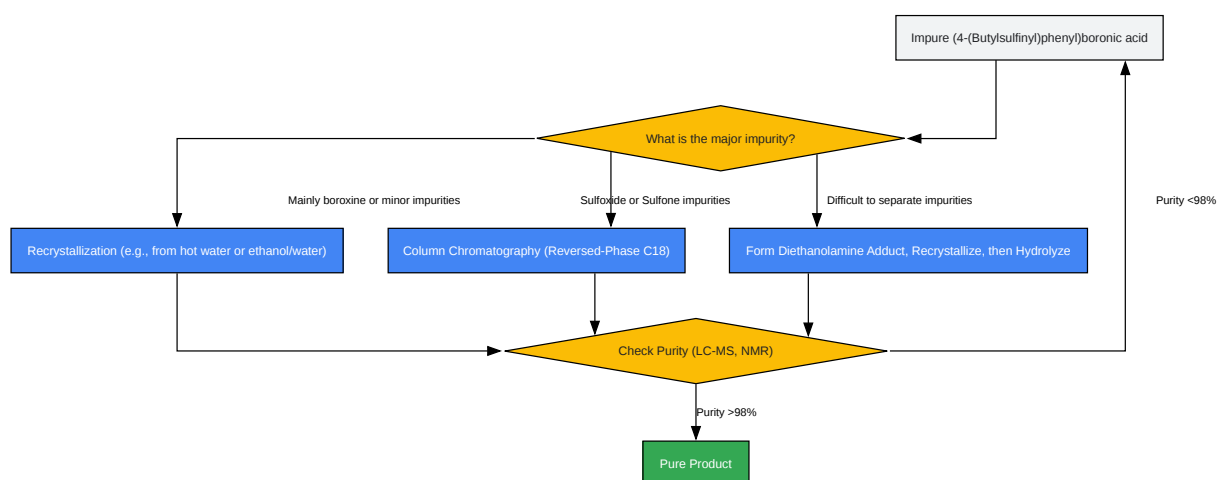 Impure (4-(Butylsulfinyl)phenyl)boronic acid
What is the major impurity?
Mainly boroxine or minor impurities
Sulfoxide or Sulfone impurities
Difficult to separate impurities
Purity <98%
Recrystallization (e.g., from hot water or ethanol/water)
Column Chromatography (Reversed-Phase C18)
Form Diethanolamine Adduct, Recrystallize, then Hydrolyze
Check Purity (LC-MS, NMR)
Purity >98%
Pure Product